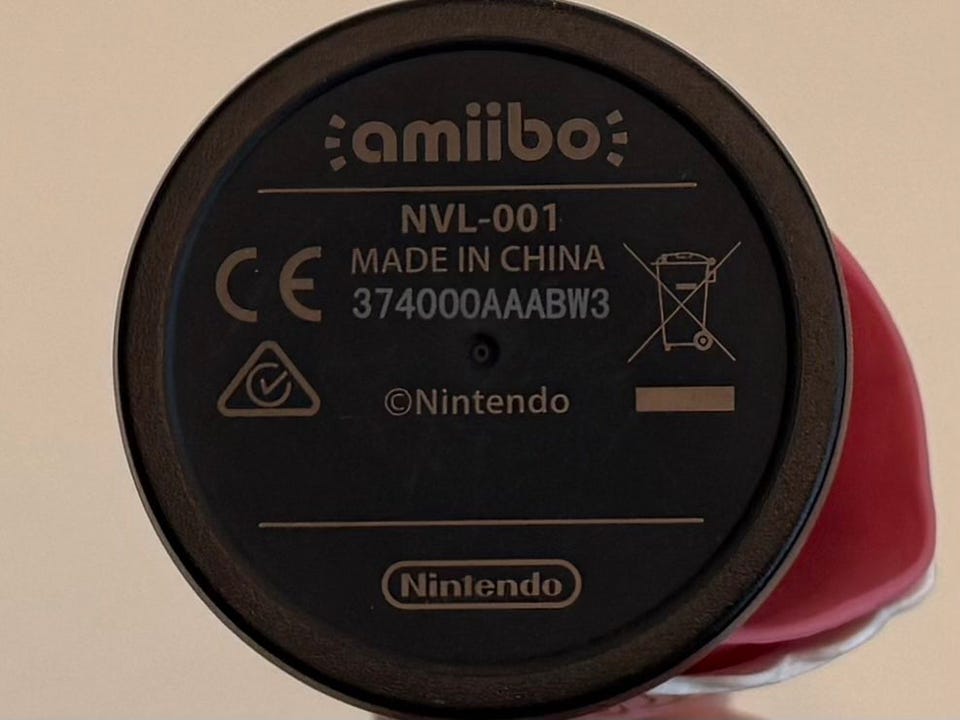 amiibo
NVL-001
MADE IN CHINA
CE
374000AAABW3
©Nintendo
Nintendo